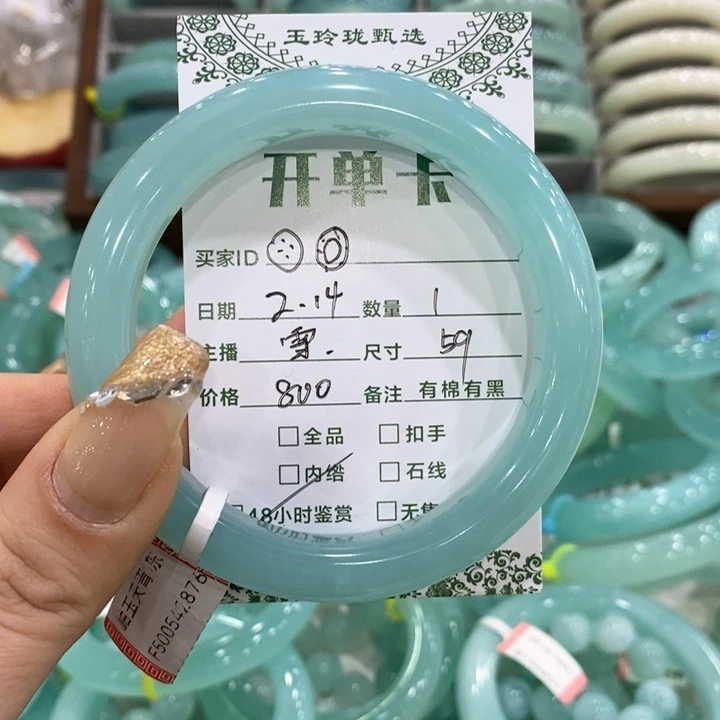 玉玲珑甄选
开单卡
买家ID
日期 2.14 数量 1
主播 雪. 尺寸 59
价格 800 备注 有棉有黑
□全品 □扣手
□内绺 □石线
48小时鉴赏 □无售